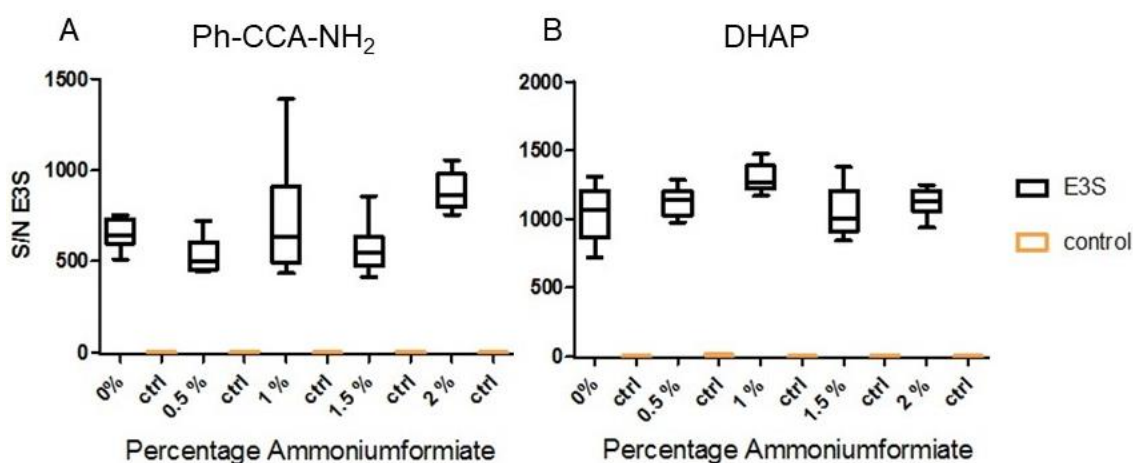 A
Ph-CCA-NH₂
1500
1000
500
0
S/N E3S
0%
ctrl
0.5 %
ctrl
1 %
ctrl
1.5 %
ctrl
2 %
ctrl
Percentage Ammoniumformiate
B
DHAP
2000
1500
1000
500
0
0%
ctrl
0.5 %
ctrl
1 %
ctrl
1.5 %
ctrl
2 %
ctrl
Percentage Ammoniumformiate
E3S
control